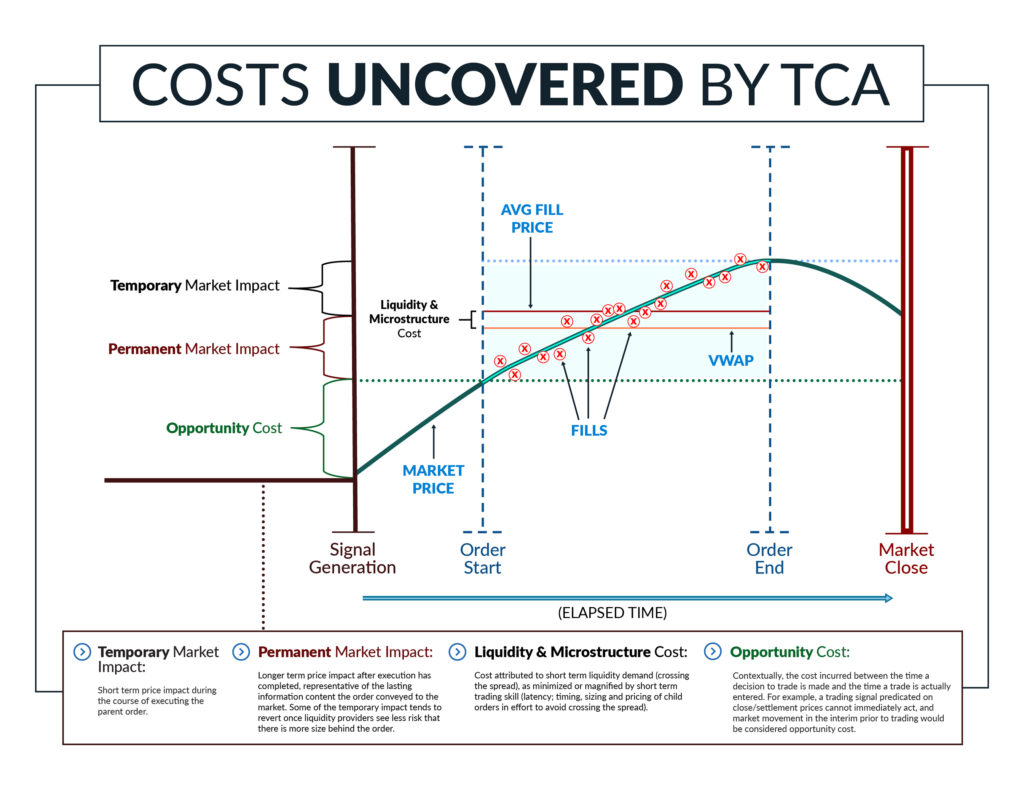 COSTS UNCOVERED BY TCA
AVG FILL
PRICE
Temporary Market Impact
Liquidity &
Microstructure
Cost
Permanent Market Impact
VWAP
Opportunity Cost
FILLS
MARKET
PRICE
Signal
Generation
Order
Start
Order
End
Market
Close
(ELAPSED TIME)
Temporary Market
Impact:
Short term price impact during
the course of executing the
parent order.
Permanent Market Impact:
Longer term price impact after execution has
completed, representative of the lasting
information content the order conveyed to the
market. Some of the temporary impact tends to
revert once liquidity providers see less risk that
there is more size behind the order.
Liquidity & Microstructure Cost:
Cost attributed to short term liquidity demand (crossing
the spread), as minimized or magnified by short term
trading skill (latency; timing, sizing and pricing of child
orders in effort to avoid crossing the spread).
Opportunity Cost:
Contextually, the cost incurred between the time a
decision to trade is made and the time a trade is actually
entered. For example, a trading signal predicated on
close/settlement prices cannot immediately act, and
market movement in the interim prior to trading would
be considered opportunity cost.